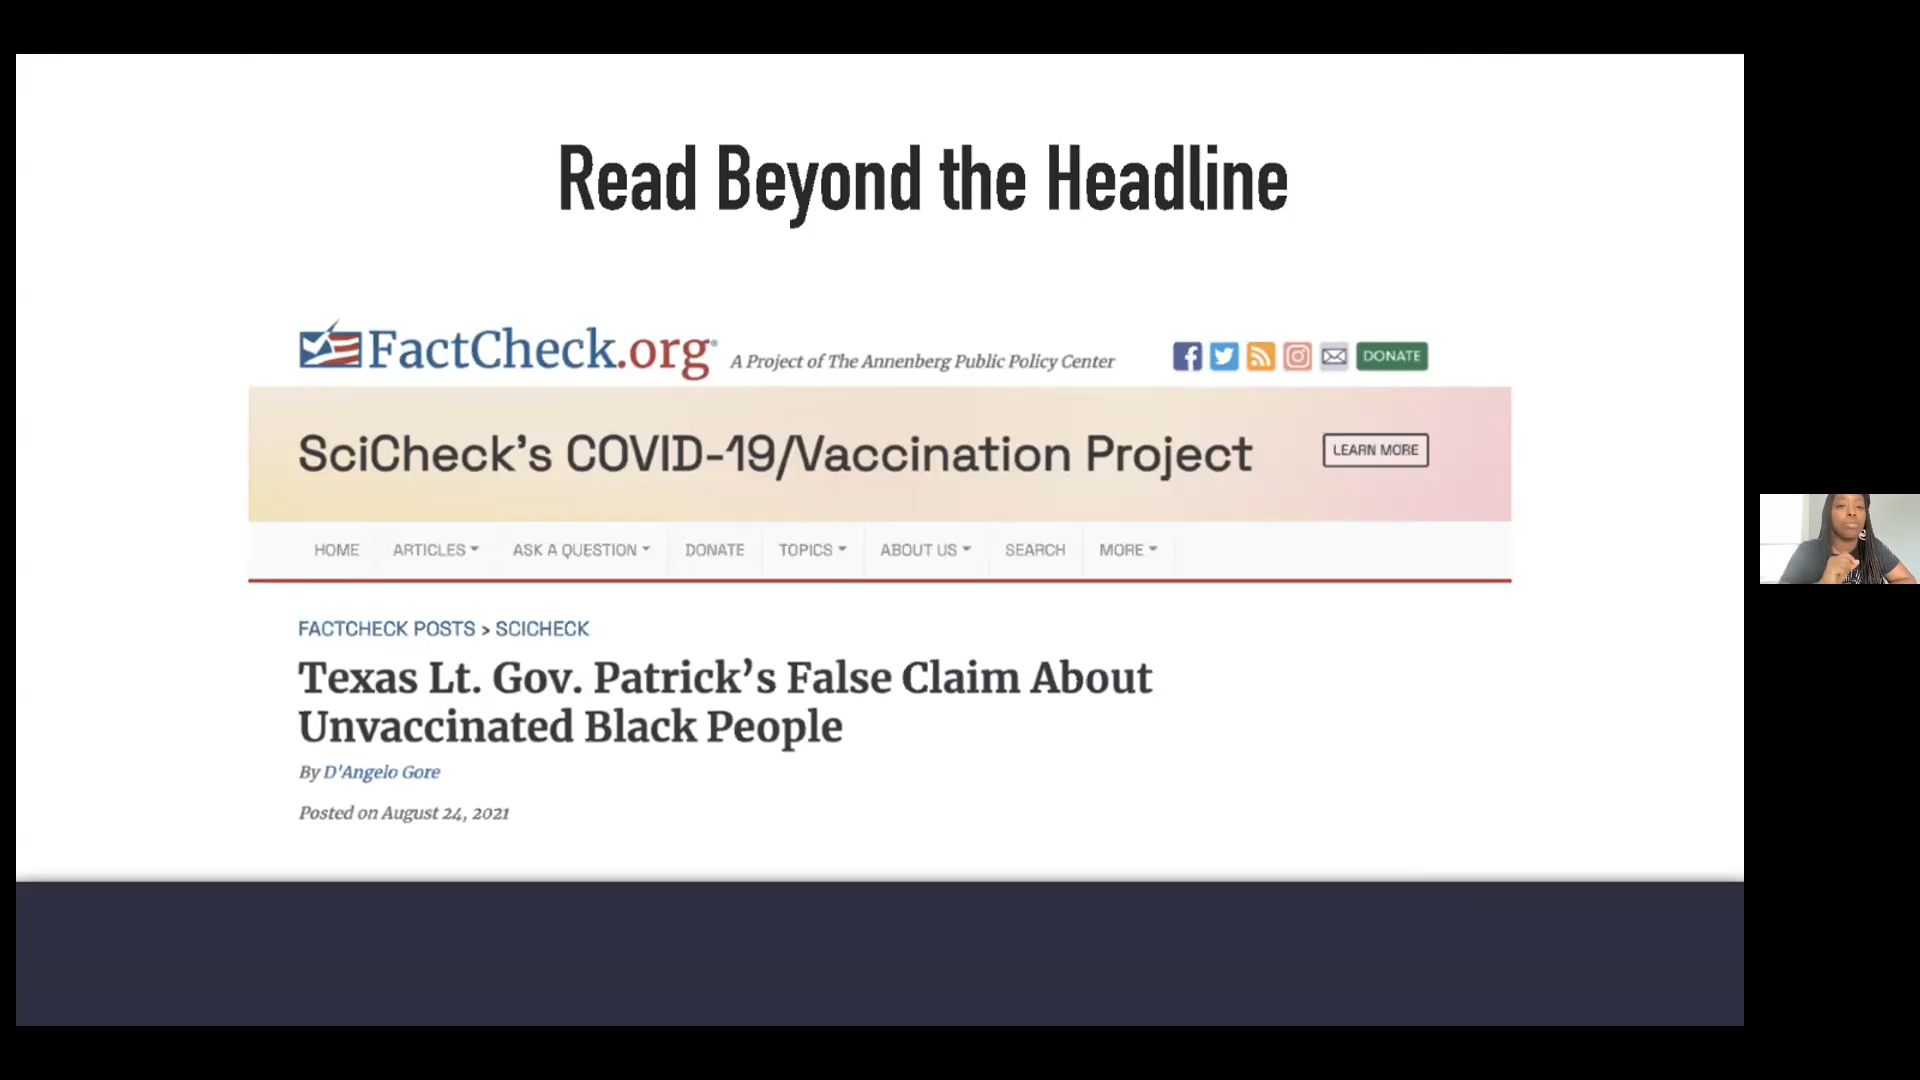 Read Beyond the Headline
FactCheck.org® A Project of The Annenberg Public Policy Center DONATE
SciCheck’s COVID-19/Vaccination Project LEARN MORE
HOME ARTICLES ASK A QUESTION DONATE TOPICS ABOUT US SEARCH MORE
FACTCHECK POSTS > SCICHECK
Texas Lt. Gov. Patrick’s False Claim About
Unvaccinated Black People
By D'Angelo Gore
Posted on August 24, 2021